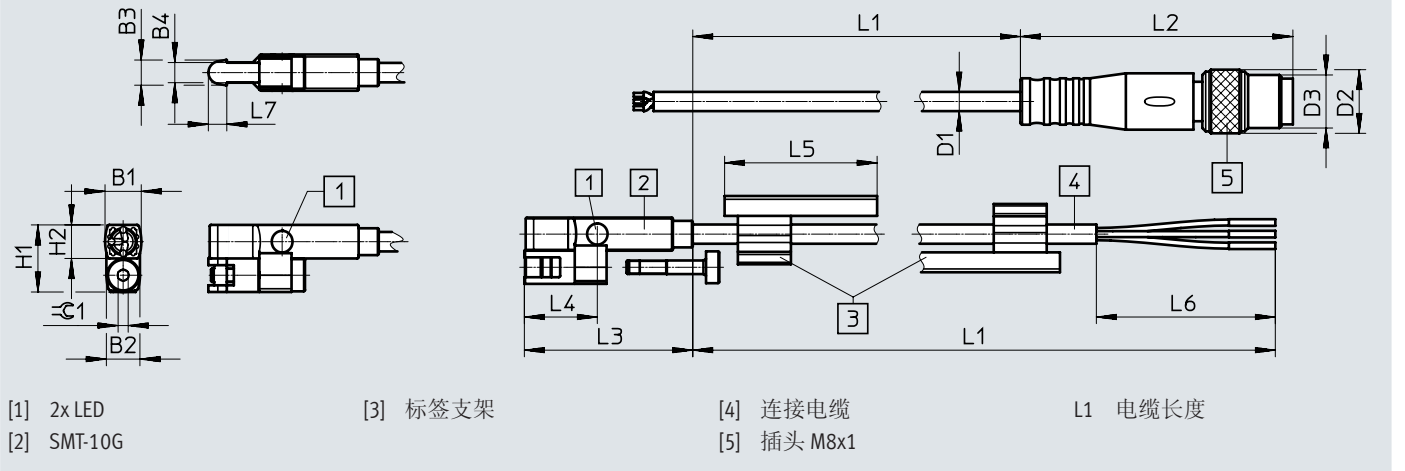 B3
B4
L7
L1
L2
D1
D3
D2
5
B1
1
H1
H2
1
2
L5
4
L4
3
L6
L3
L1
1
B2
[1] 2x LED
[2] SMT-10G
[3] 标签支架
[4] 连接电缆
[5] 插头 M8x1
L1 电缆长度